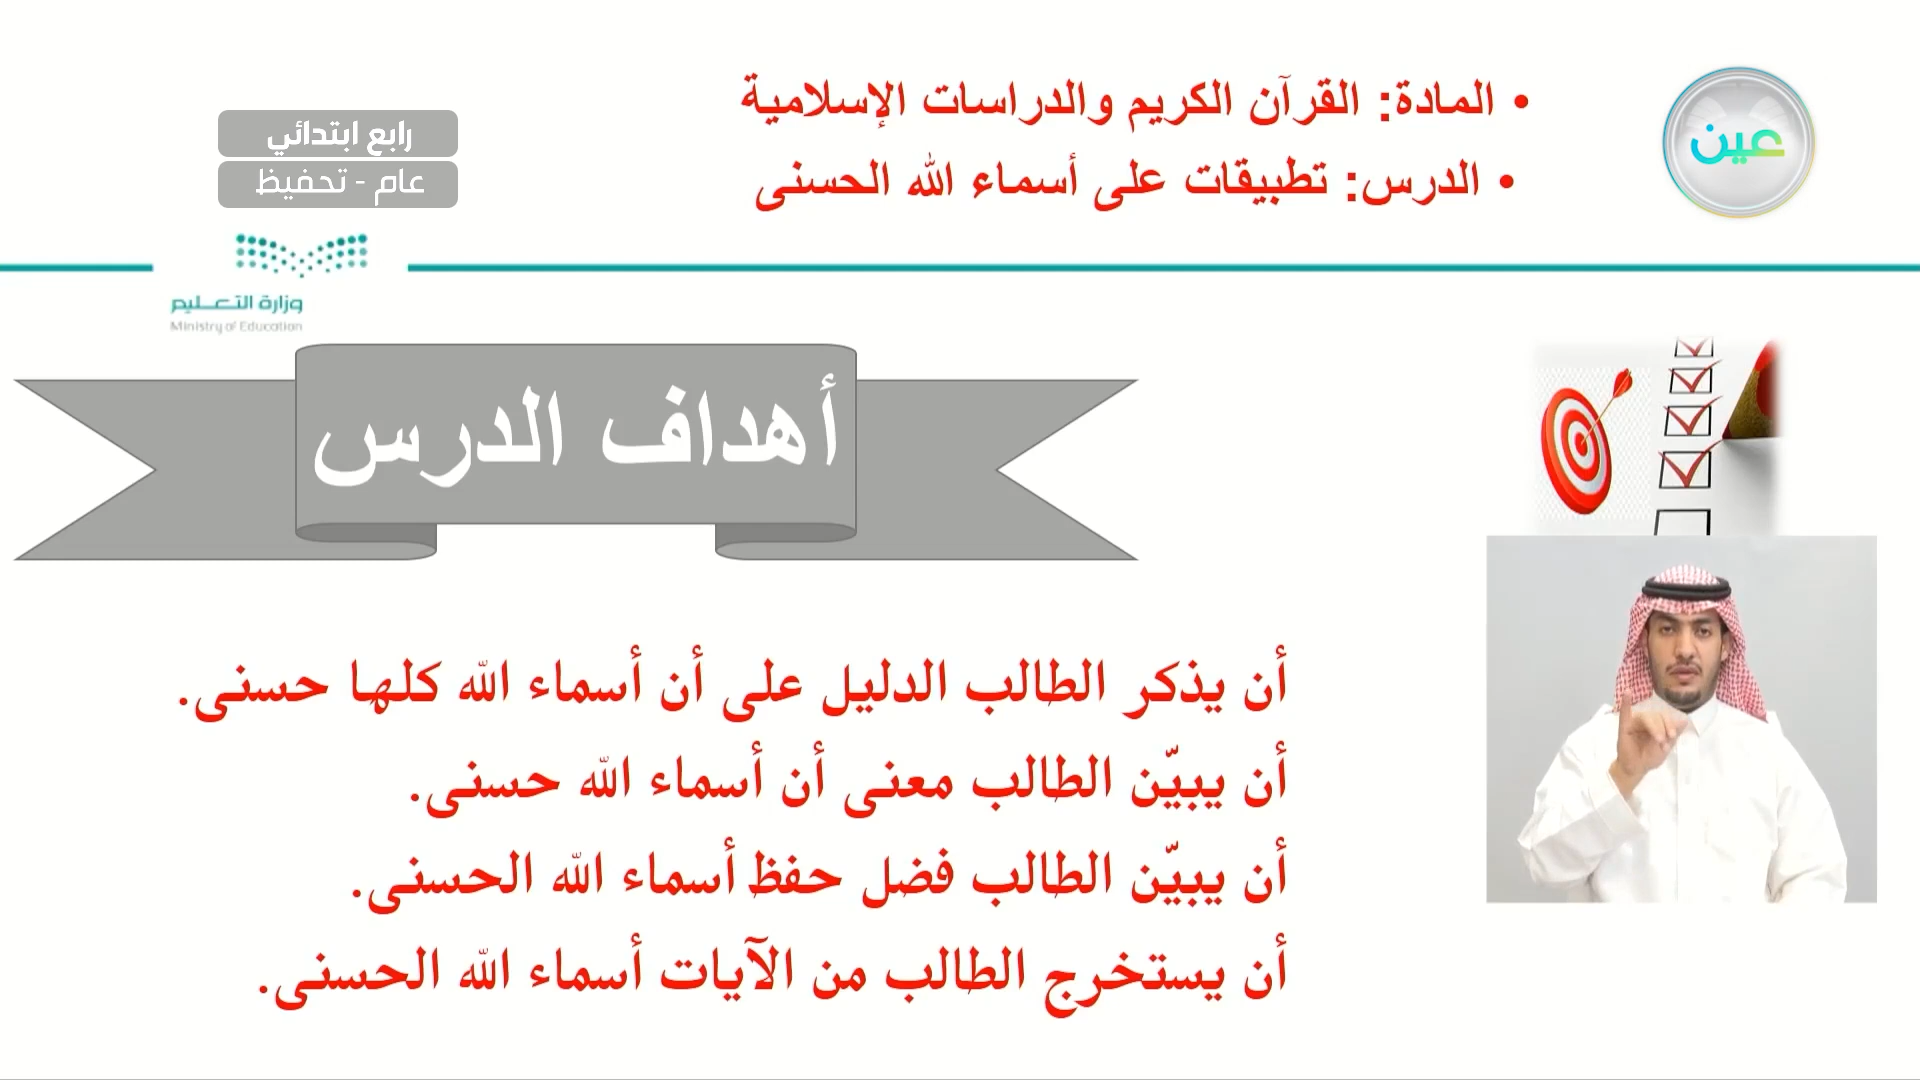 • المادة: القرآن الكريم والدراسات الإسلامية
• الدرس: تطبيقات على أسماء الله الحسنى
عين
رابع ابتدائي
عام - تحفيظ
وزارة التعـليم
Ministry of Education
أهداف الدرس
أن يذكر الطالب الدليل على أن أسماء الله كلها حسنى.
أن يبيّن الطالب معنى أن أسماء الله حسنى.
أن يبيّن الطالب فضل حفظ أسماء الله الحسنى.
أن يستخرج الطالب من الآيات أسماء الله الحسنى.